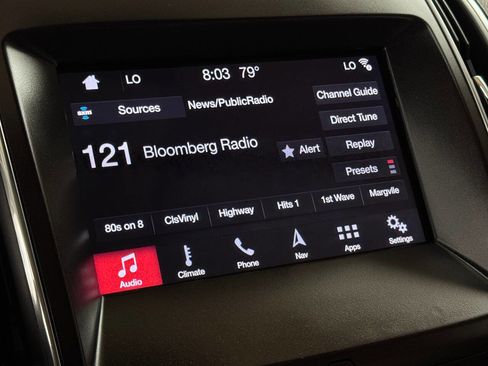 LO 8:03 79° LO
Sources News/PublicRadio Channel Guide
Direct Tune
121 Bloomberg Radio Alert Replay
Presets
80s on 8 ClsVinyl Highway Hits 1 1st Wave Margvlle
Audio Climate Phone Nav Apps Settings